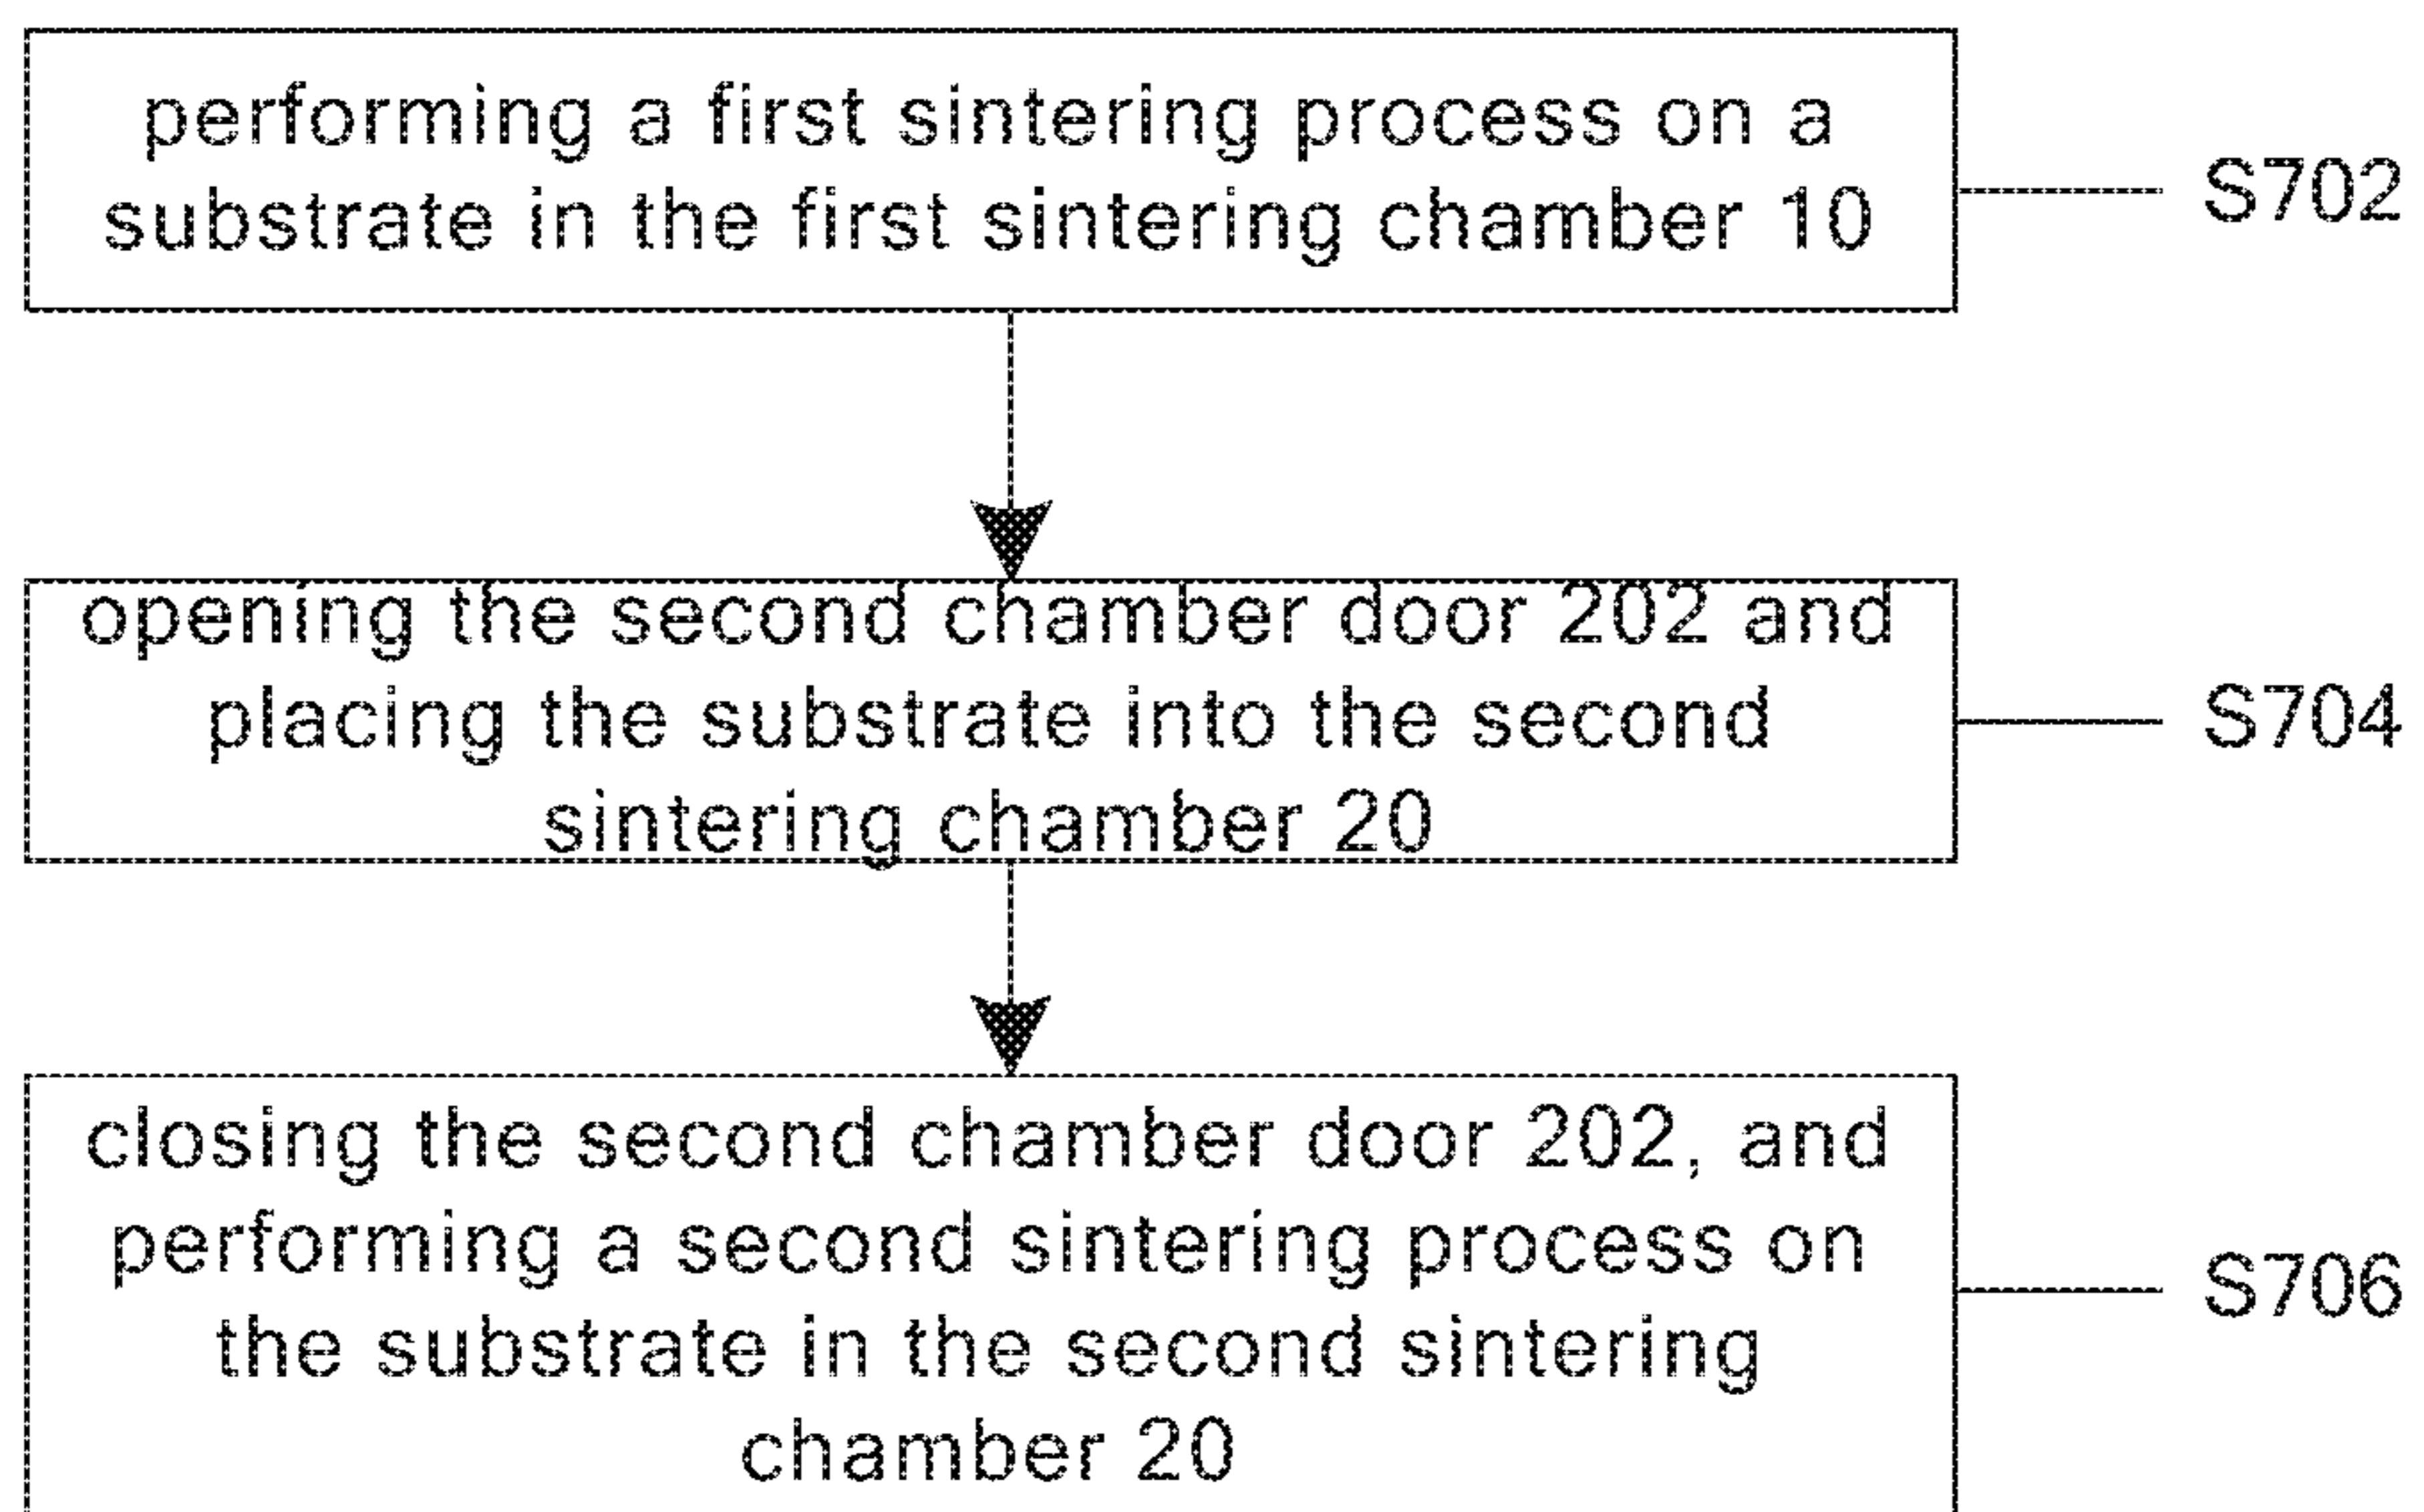 performing a first sintering process on a
substrate in the first sintering chamber 10
S702
opening the second chamber door 202 and
placing the substrate into the second
sintering chamber 20
S704
closing the second chamber door 202, and
performing a second sintering process on
the substrate in the second sintering
chamber 20
S706